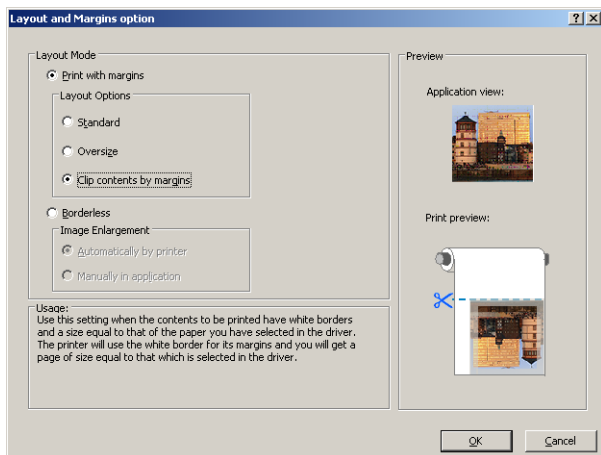 Layout and Margins option
Layout Mode
Print with margins
Layout Options
Standard
Oversize
Clip contents by margins
Borderless
Image Enlargement
Automatically by printer
Manually in application
Usage:
Use this setting when the contents to be printed have white borders
and a size equal to that of the paper you have selected in the driver.
The printer will use the white border for its margins and you will get a
page of size equal to that which is selected in the driver.
Preview
Application view:
Print preview:
OK
Cancel